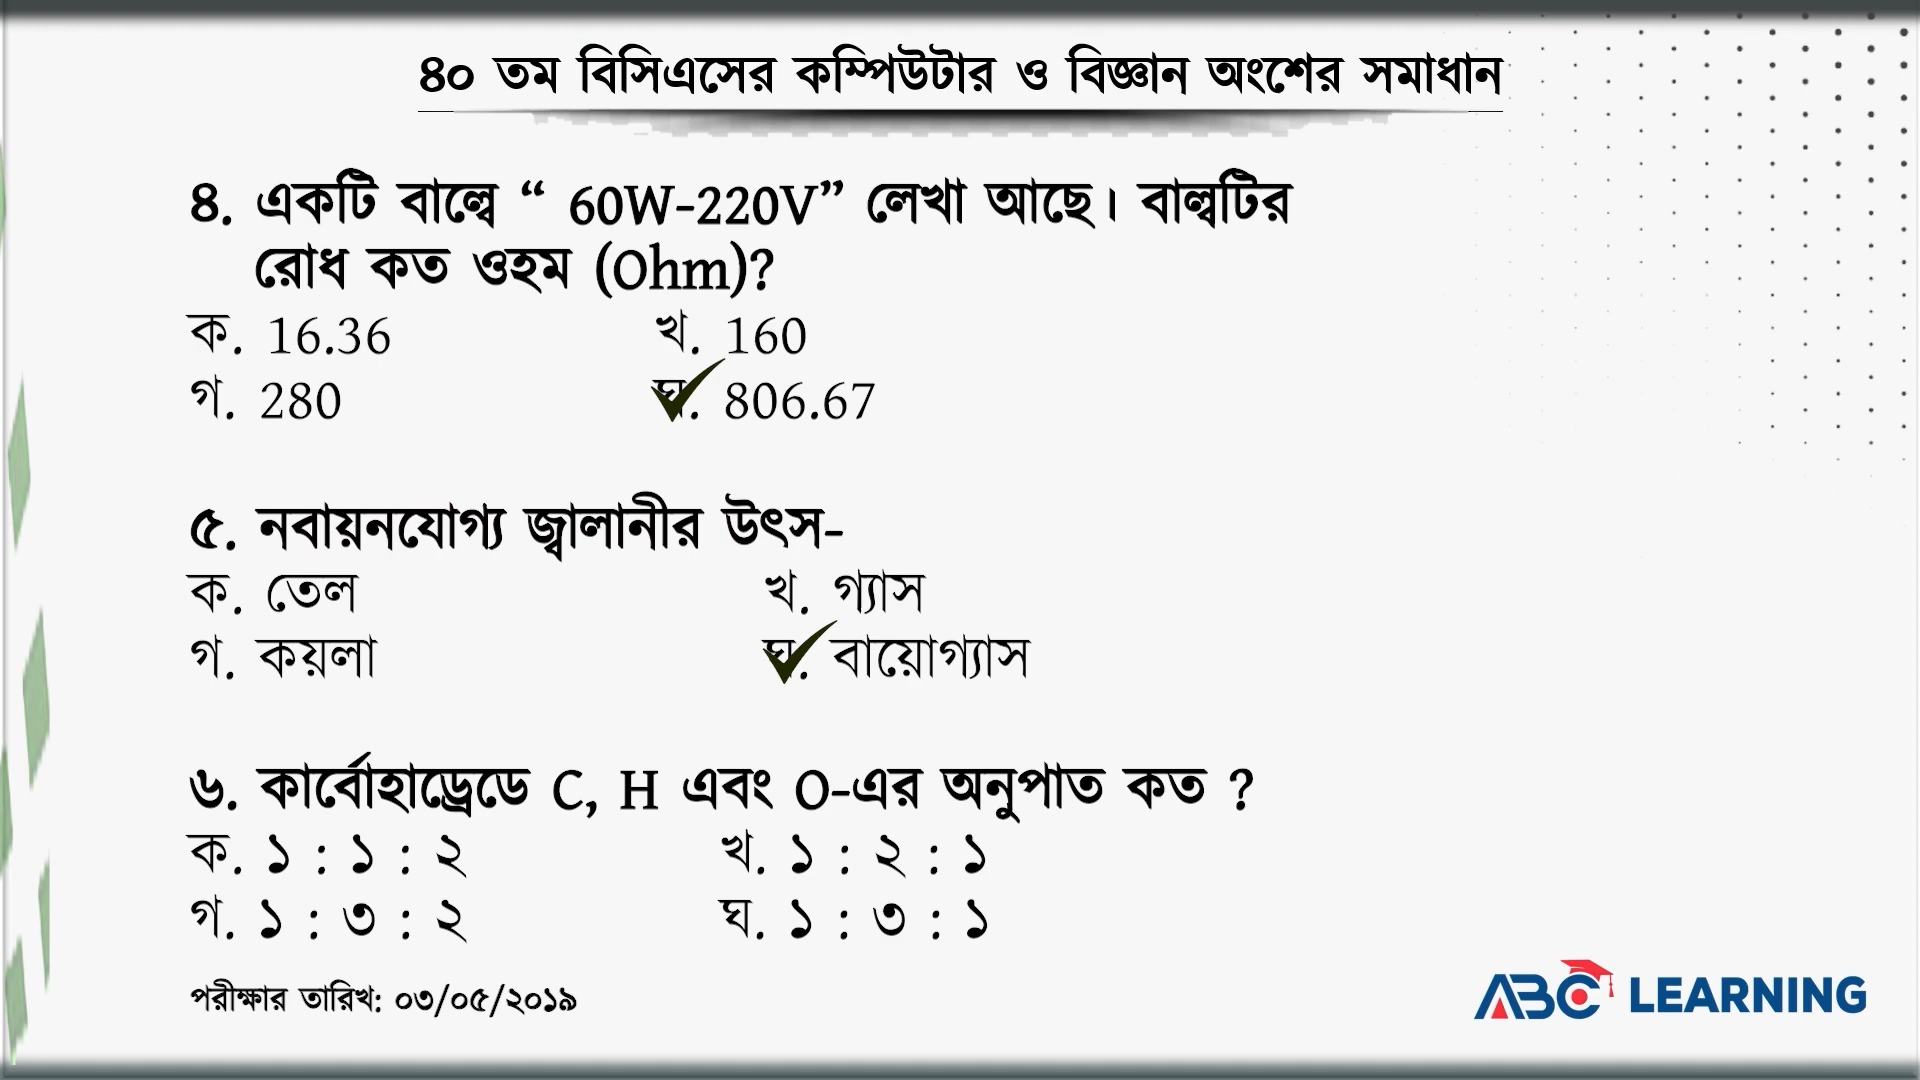 ৪০ তম বিসিএসের কম্পিউটার ও বিজ্ঞান অংশের সমাধান
৪. একটি বাল্বে “ 60W-220V” লেখা আছে। বাল্বটির
রোধ কত ওহম (Ohm)?
ক. 16.36 খ. 160
গ. 280 ঘ. 806.67
৫. নবায়নযোগ্য জ্বালানীর উৎস-
ক. তেল খ. গ্যাস
গ. কয়লা ঘ. বায়োগ্যাস
৬. কার্বোহাড্রেডে C, H এবং O-এর অনুপাত কত ?
ক. ১ : ১ : ২ খ. ১ : ২ : ১
গ. ১ : ৩ : ২ ঘ. ১ : ৩ : ১
পরীক্ষার তারিখ: ০৩/০৫/২০১৯
ABC LEARNING